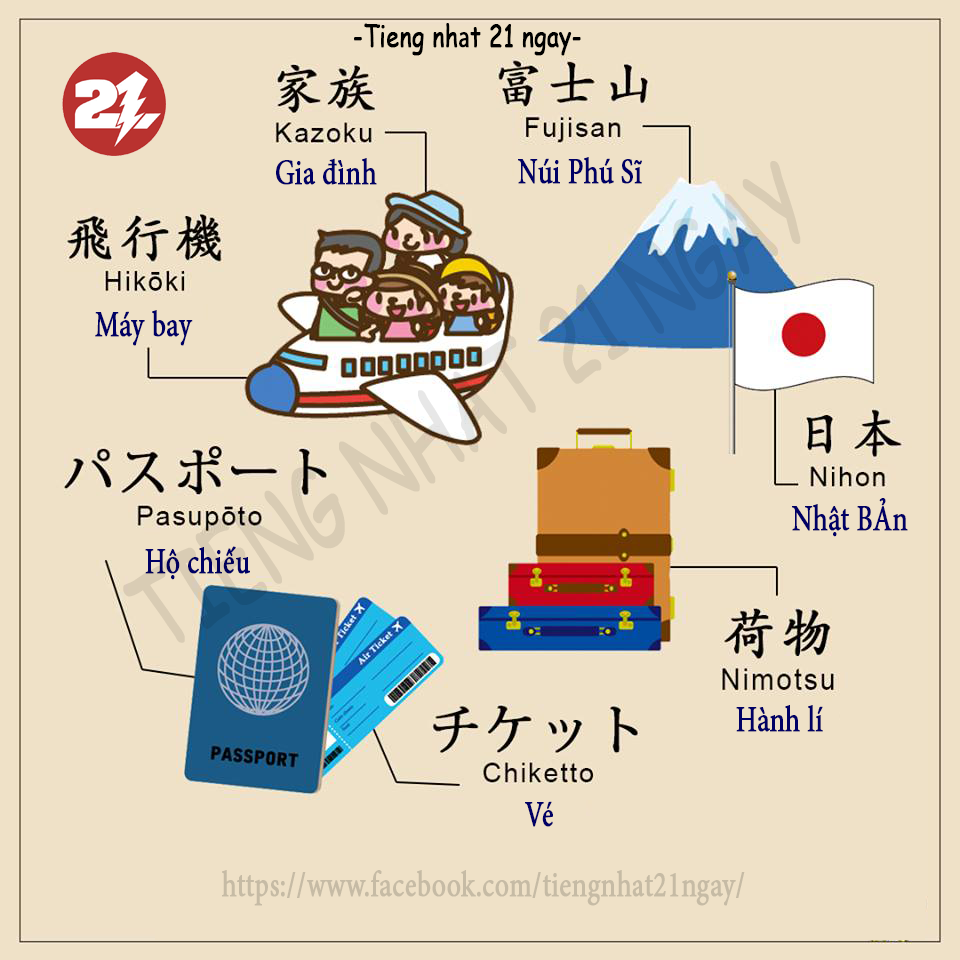 -Tieng nhat 21 ngay-
21
家族
Kazoku
Gia đình
富士山
Fujisan
Núi Phú Sĩ
飛行機
Hikōki
Máy bay
日本
Nihon
Nhật BẢn
パスポート
Pasupōto
Hộ chiếu
荷物
Nimotsu
Hành lí
PASSPORT
Air Ticket
Air Ticket
チケット
Chiketto
Vé
TIENG NHAT 21 NGAY
https://www.facebook.com/tiengnhat21ngay/